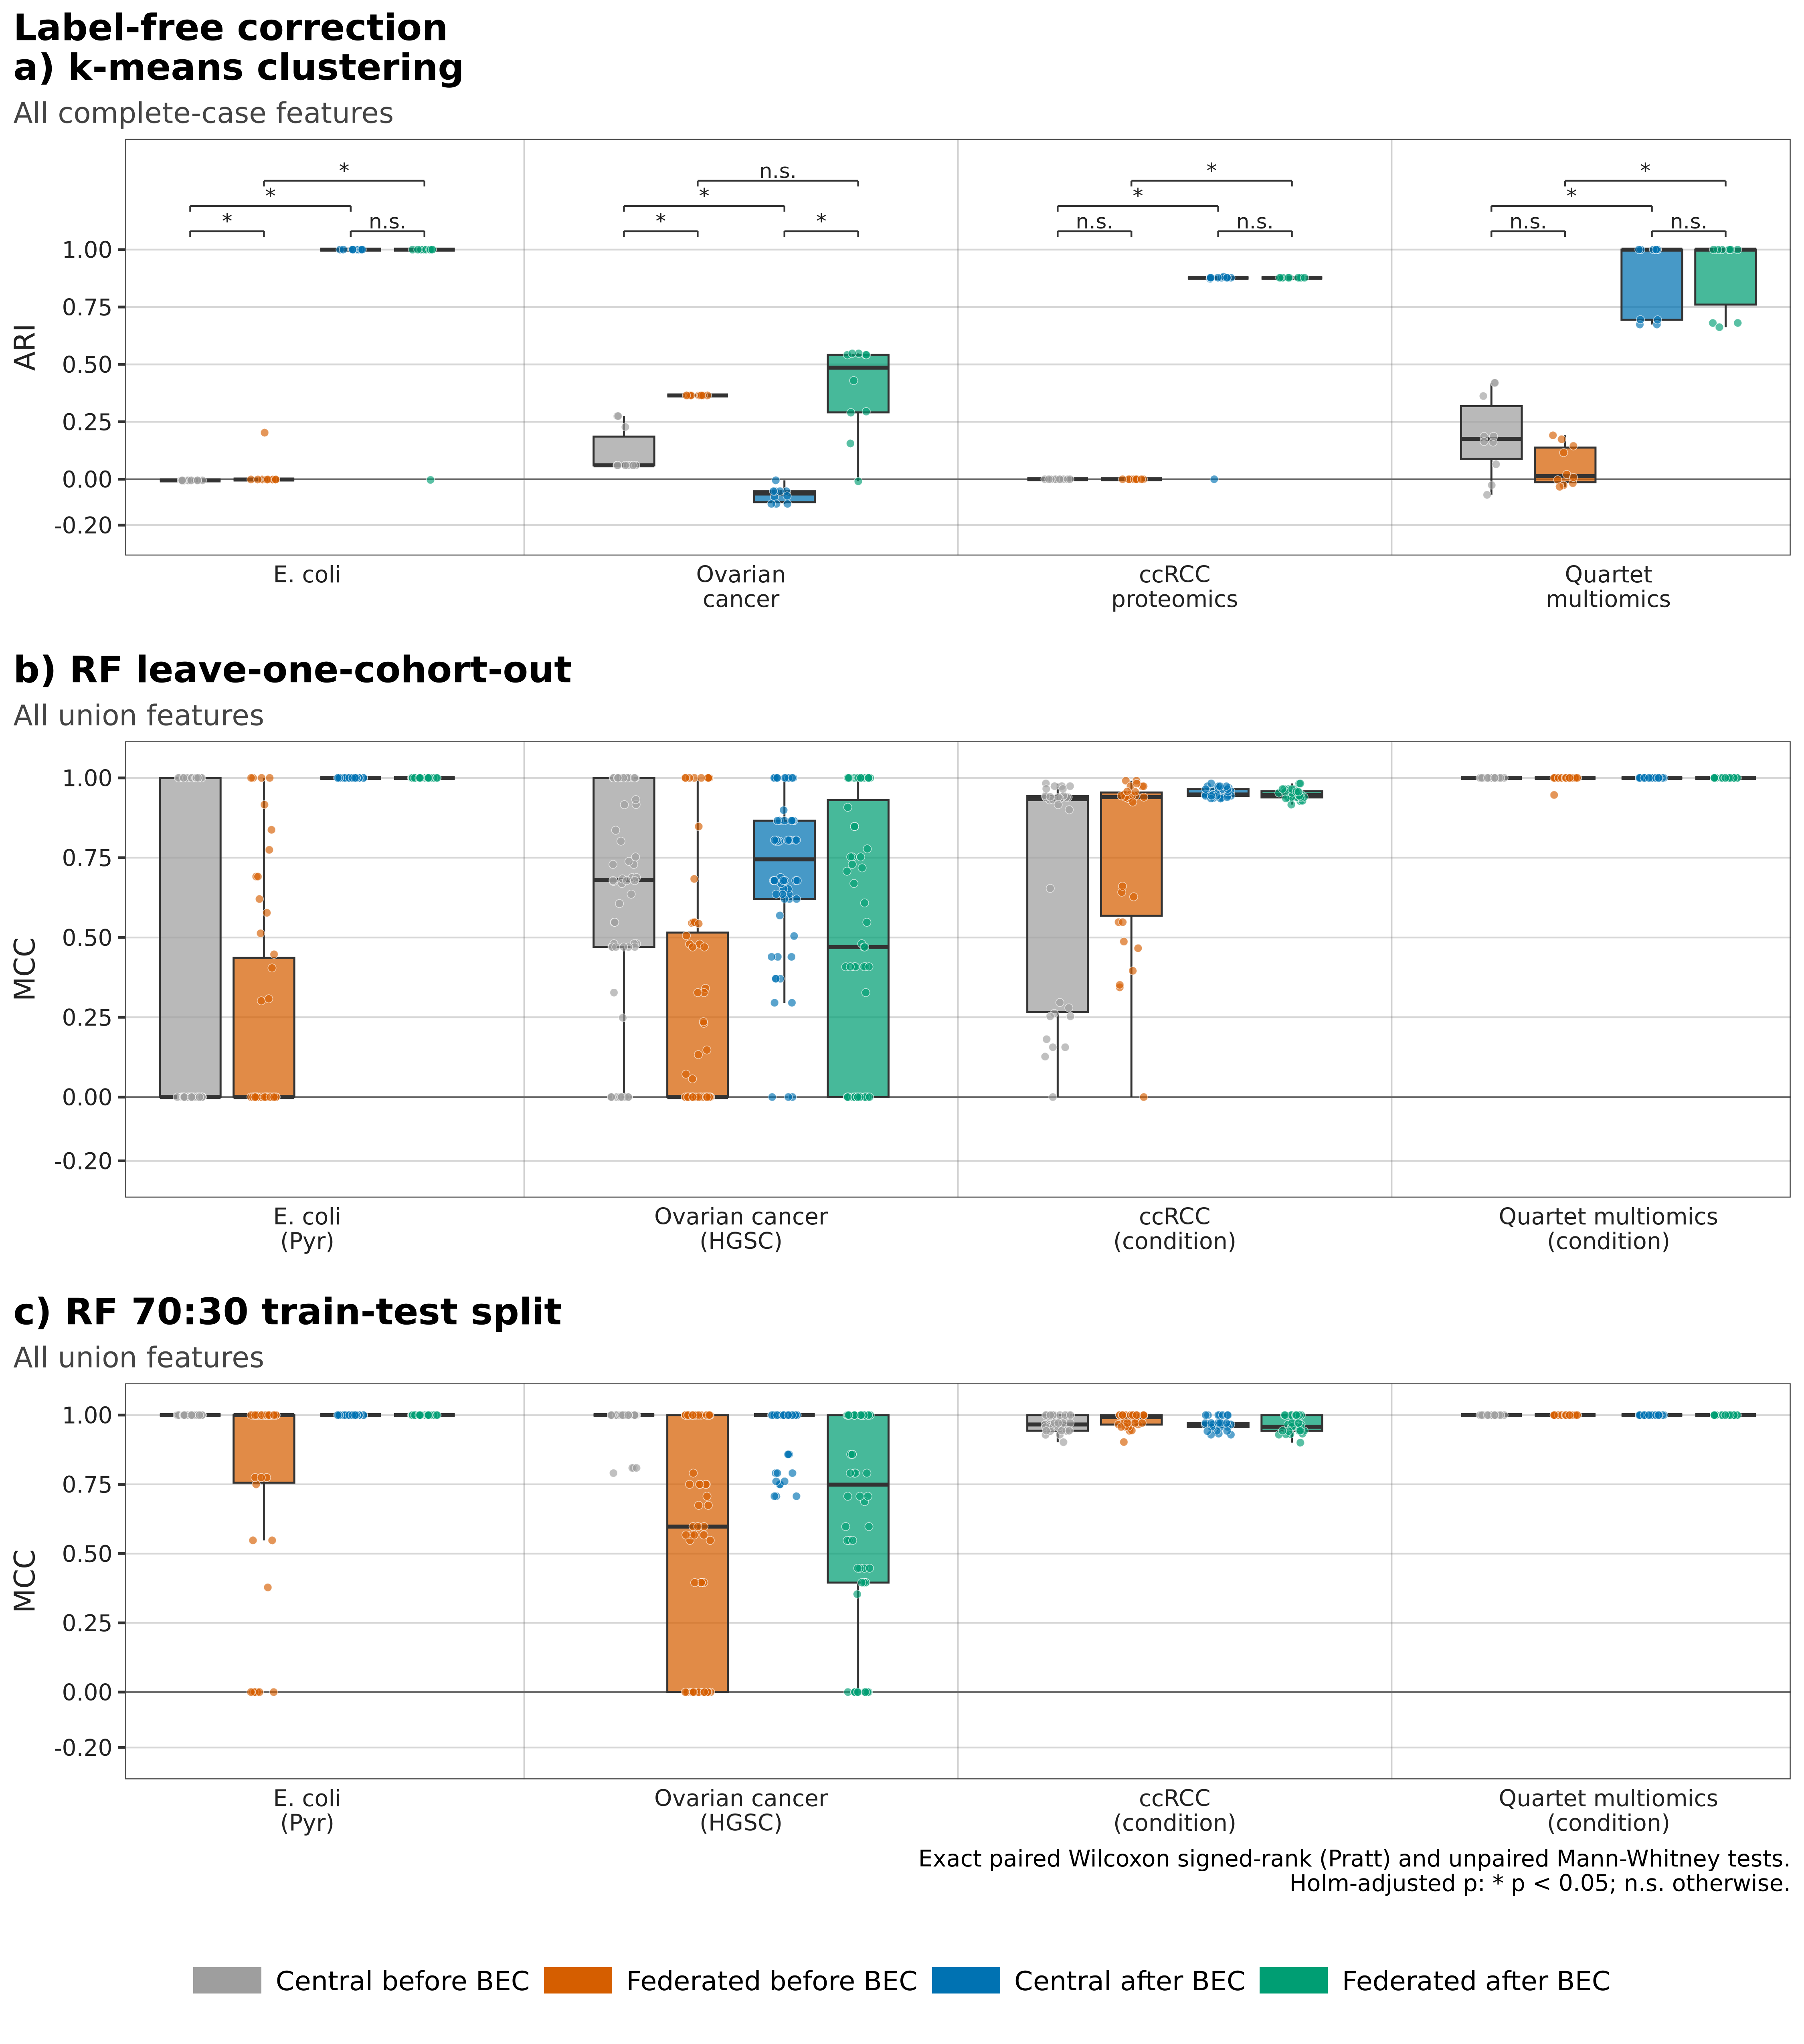 Label-free correction
a) k-means clustering
All complete-case features
*
n.s.
*
*
*
*
*
*
*
n.s.
*
*
n.s.
n.s.
n.s.
n.s.
1.00
0.75
0.50
0.25
0.00
-0.20
ARI
E. coli
Ovarian
cancer
ccRCC
proteomics
Quartet
multiomics
b) RF leave-one-cohort-out
All union features
1.00
0.75
0.50
0.25
0.00
-0.20
MCC
E. coli
(Pyr)
Ovarian cancer
(HGSC)
ccRCC
(condition)
Quartet multiomics
(condition)
c) RF 70:30 train-test split
All union features
1.00
0.75
0.50
0.25
0.00
-0.20
MCC
E. coli
(Pyr)
Ovarian cancer
(HGSC)
ccRCC
(condition)
Quartet multiomics
(condition)
Exact paired Wilcoxon signed-rank (Pratt) and unpaired Mann-Whitney tests.
Holm-adjusted p: * p < 0.05; n.s. otherwise.
Central before BEC Federated before BEC Central after BEC Federated after BEC